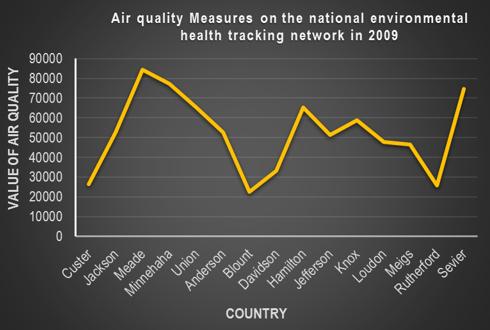 Air quality Measures on the national environmental
health tracking network in 2009
VALUE OF AIR QUALITY
90000
80000
70000
60000
50000
40000
30000
20000
10000
0
Custer
Jackson
Meade
Minnehaha
Union
Anderson
Blount
Davidson
Hamilton
Jefferson
Knox
Loudon
Meigs
Rutherford
Sevier
COUNTRY